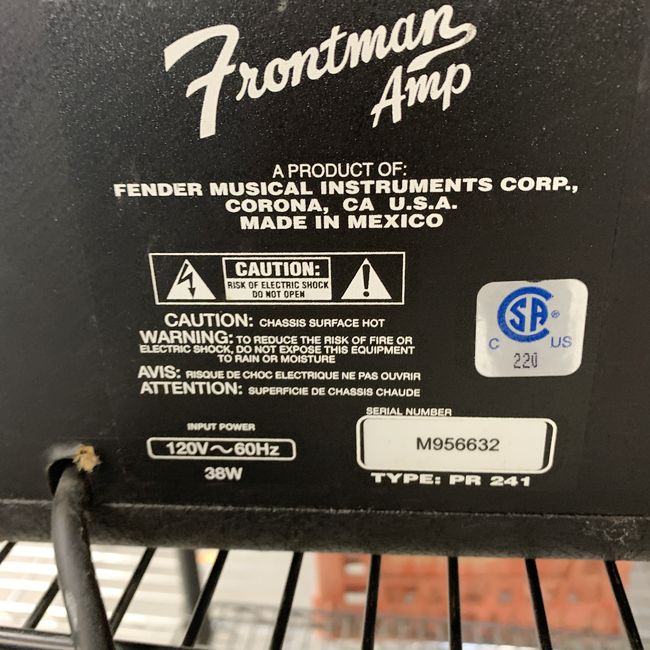 Frontman
Amp
A PRODUCT OF:
FENDER MUSICAL INSTRUMENTS CORP.,
CORONA, CA U.S.A.
MADE IN MEXICO
CAUTION:
RISK OF ELECTRIC SHOCK
DO NOT OPEN
!
CAUTION: CHASSIS SURFACE HOT
WARNING: TO REDUCE THE RISK OF FIRE OR
ELECTRIC SHOCK, DO NOT EXPOSE THIS EQUIPMENT
TO RAIN OR MOISTURE
AVIS: RISQUE DE CHOC ELECTRIQUE NE PAS OUVRIR
ATTENTION: SUPERFICIE DE CHASSIS CHAUDE
SA ®
C US
220
INPUT POWER
120V~60Hz
38W
SERIAL NUMBER
M956632
TYPE: PR 241